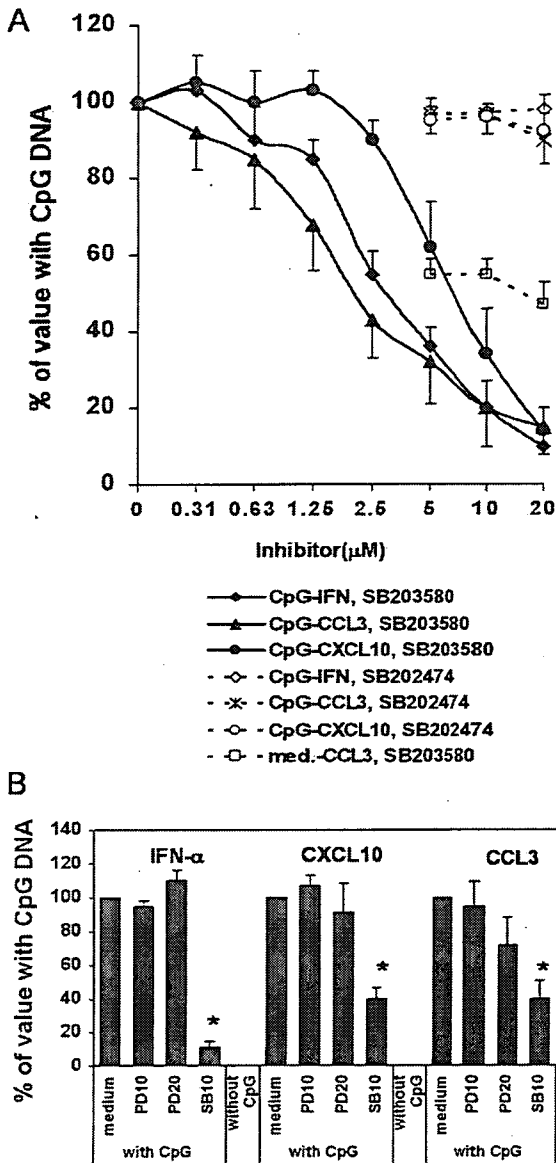 A
120
100
80
60
40
20
0
% of value with CpG DNA
0 0.31 0.63 1.25 2.5 5 10 20
Inhibitor(µM)
CpG-IFN, SB203580
CpG-CCL3, SB203580
CpG-CXCL10, SB203580
CpG-IFN, SB202474
CpG-CCL3, SB202474
CpG-CXCL10, SB202474
med.-CCL3, SB203580
B
140
120
100
80
60
40
20
0
% of value with CpG DNA
IFN-α CXCL10 CCL3
* * *
medium PD10 PD20 SB10 without CpG medium PD10 PD20 SB10 without CpG medium PD10 PD20 SB10
with CpG with CpG with CpG